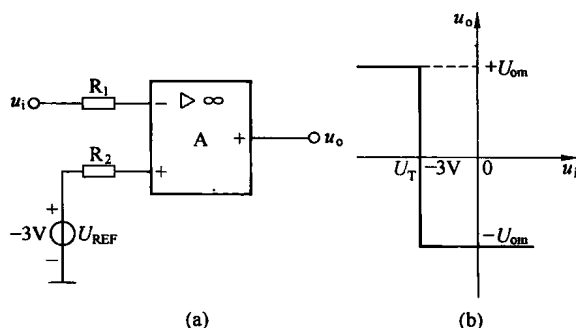 u_i
R_1
−
▷ ∞
A
+
+
u_o
R_2
+
−3V
U_REF
−
(a)
u_o
+U_om
U_T
−3V
0
u_i
−U_om
(b)